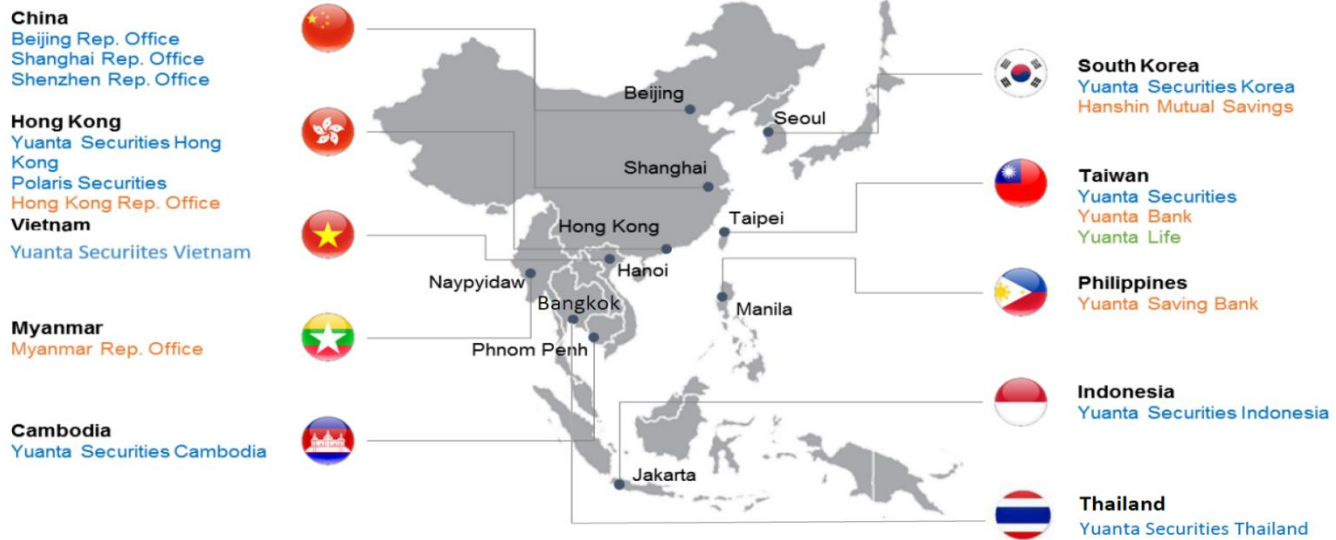 China
Beijing Rep. Office
Shanghai Rep. Office
Shenzhen Rep. Office
Hong Kong
Yuanta Securities Hong
Kong
Polaris Securities
Hong Kong Rep. Office
Vietnam
Yuanta Securiites Vietnam
Myanmar
Myanmar Rep. Office
Cambodia
Yuanta Securities Cambodia
Beijing
Seoul
Shanghai
Taipei
Hong Kong
Hanoi
Naypyidaw
Bangkok
Manila
Phnom Penh
Jakarta
South Korea
Yuanta Securities Korea
Hanshin Mutual Savings
Taiwan
Yuanta Securities
Yuanta Bank
Yuanta Life
Philippines
Yuanta Saving Bank
Indonesia
Yuanta Securities Indonesia
Thailand
Yuanta Securities Thailand